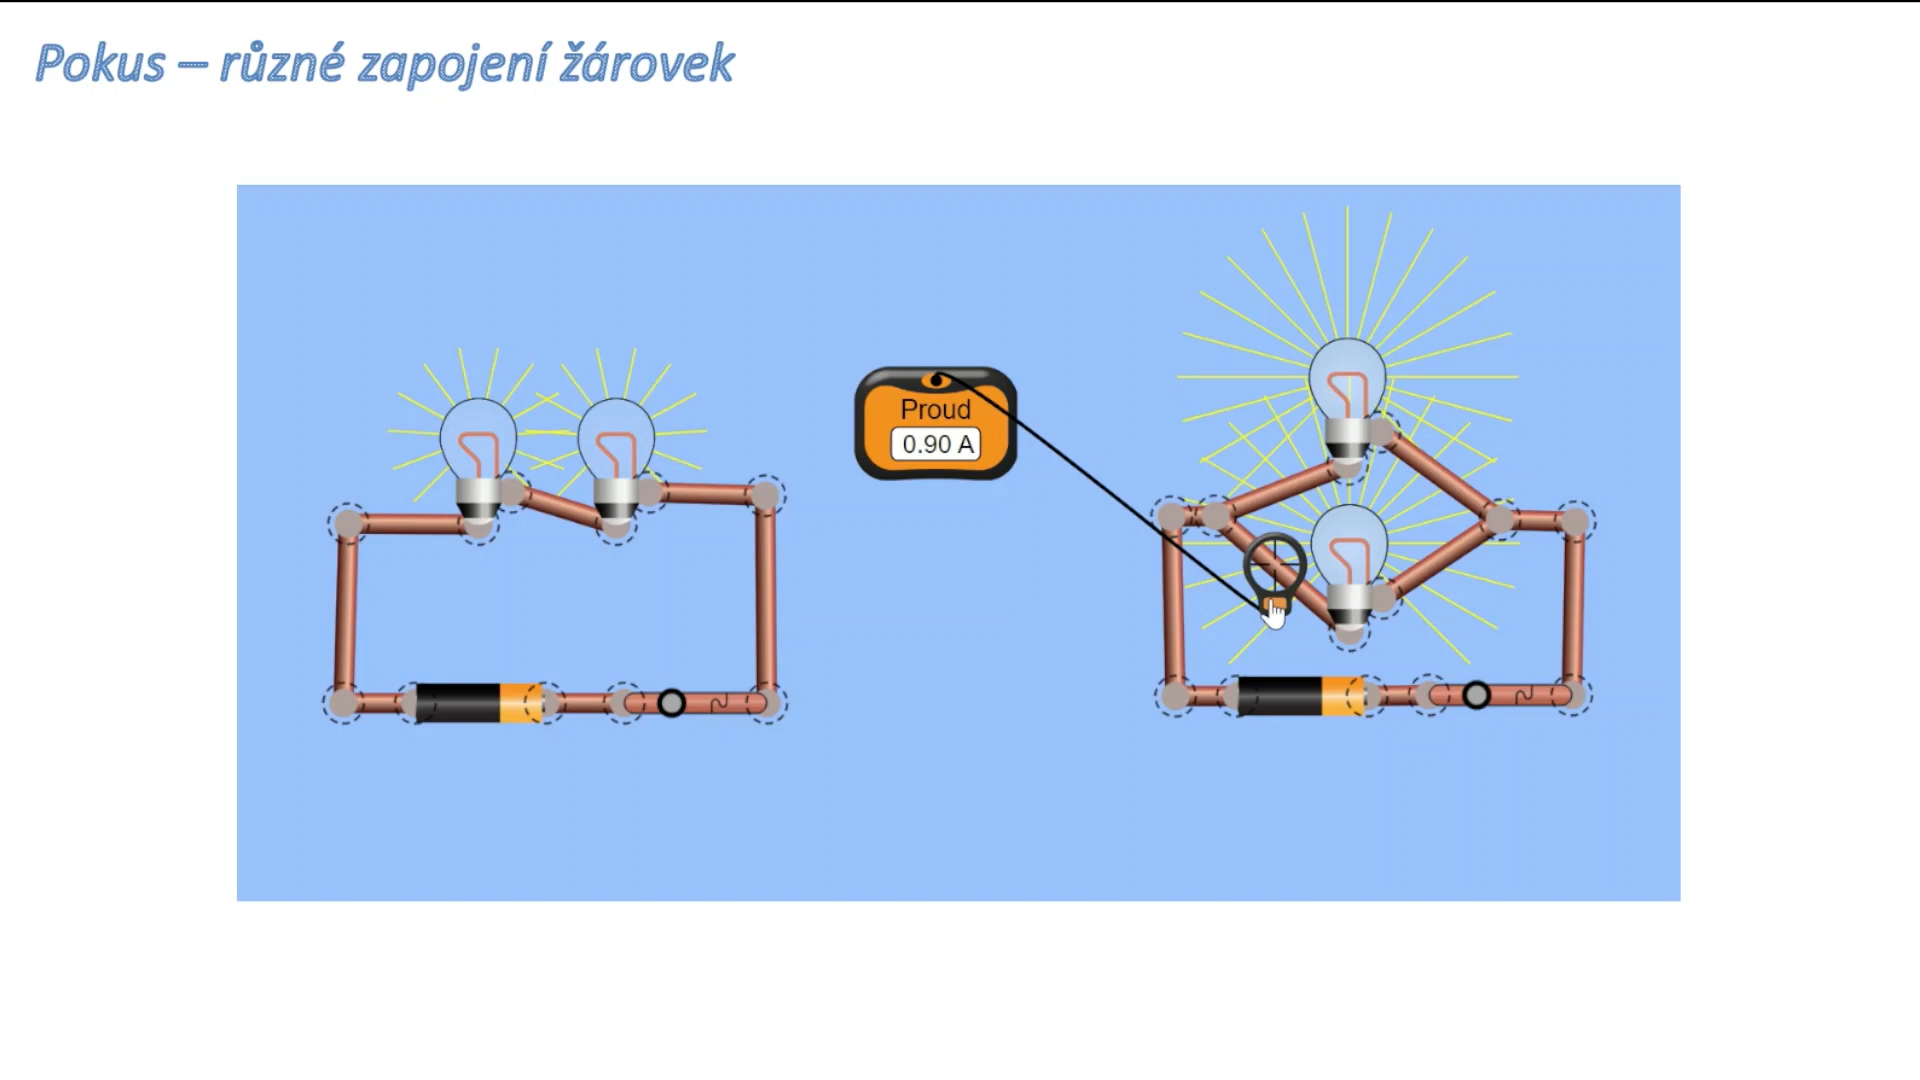 Pokus – různé zapojení žárovek
Proud
0.90 A